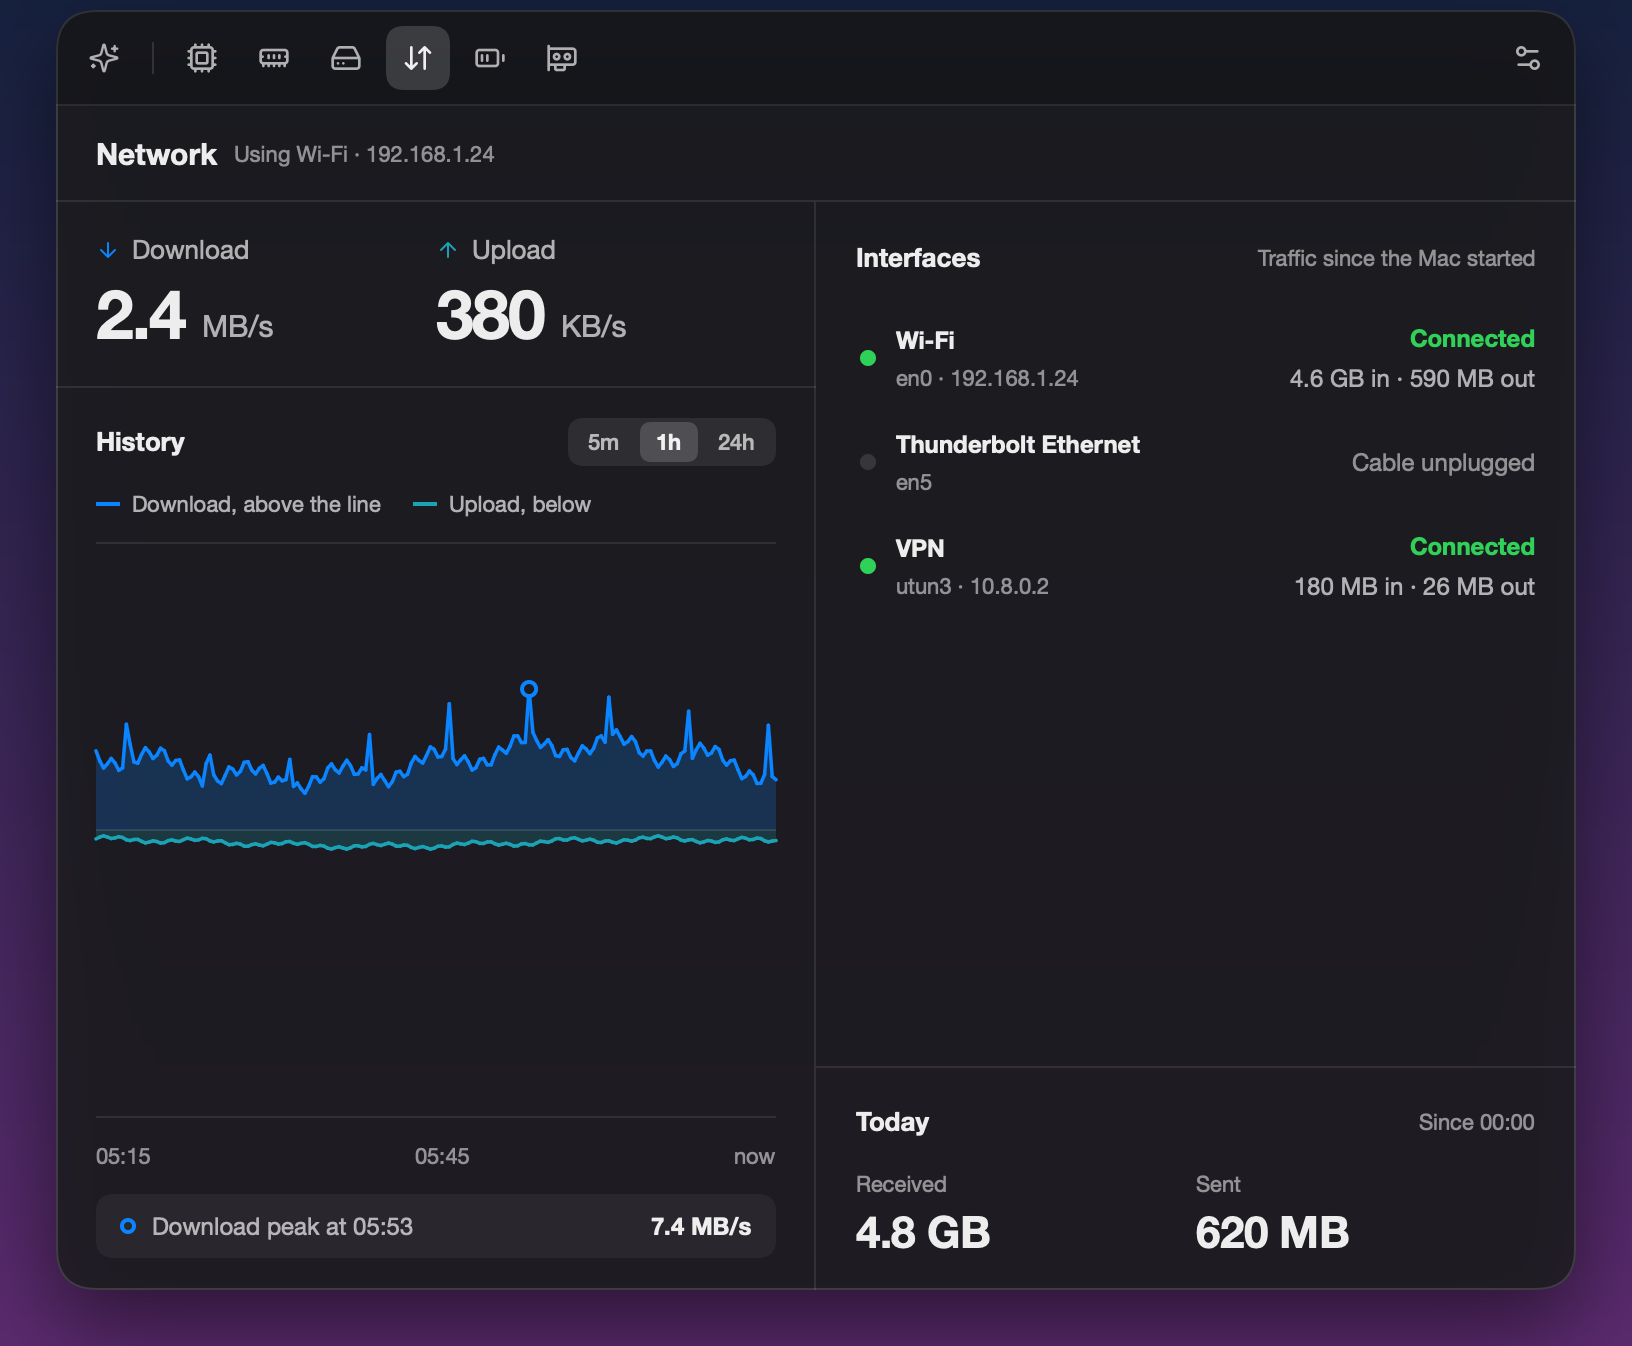 Network Using Wi-Fi · 192.168.1.24
Download
2.4 MB/s
Upload
380 KB/s
History
5m 1h 24h
Download, above the line
Upload, below
05:15 05:45 now
Download peak at 05:53 7.4 MB/s
Interfaces Traffic since the Mac started
Wi-Fi Connected
en0 · 192.168.1.24 4.6 GB in · 590 MB out
Thunderbolt Ethernet
Cable unplugged
en5
VPN Connected
utun3 · 10.8.0.2 180 MB in · 26 MB out
Today Since 00:00
Received
4.8 GB
Sent
620 MB